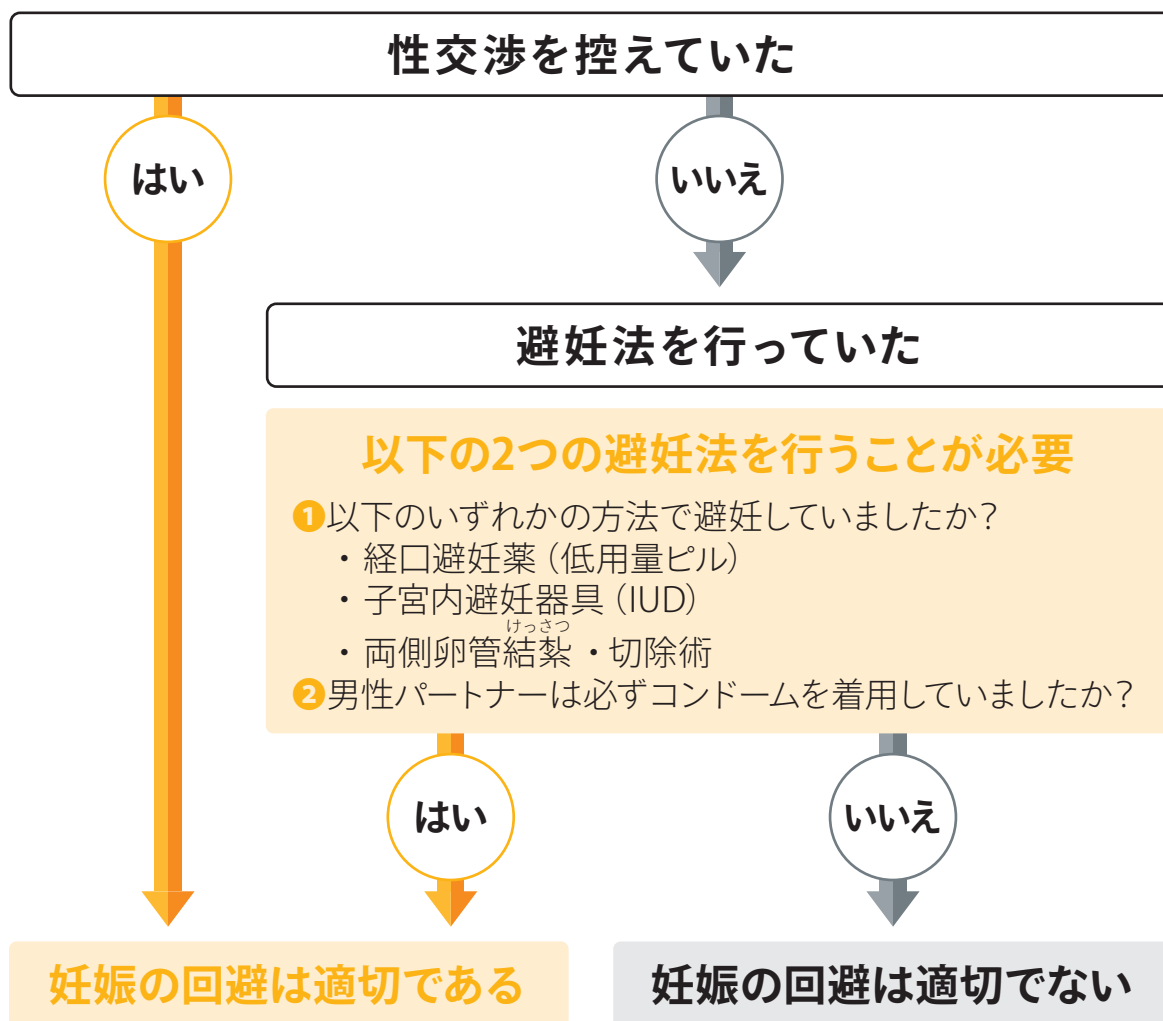 性交渉を控えていた
はい
いいえ
避妊法を行っていた
以下の2つの避妊法を行うことが必要
❶以下のいずれかの方法で避妊していましたか？
・経口避妊薬（低用量ピル）
・子宮内避妊器具（IUD）
けっさつ
・両側卵管結紮・切除術
❷男性パートナーは必ずコンドームを着用していましたか？
はい
いいえ
妊娠の回避は適切である
妊娠の回避は適切でない